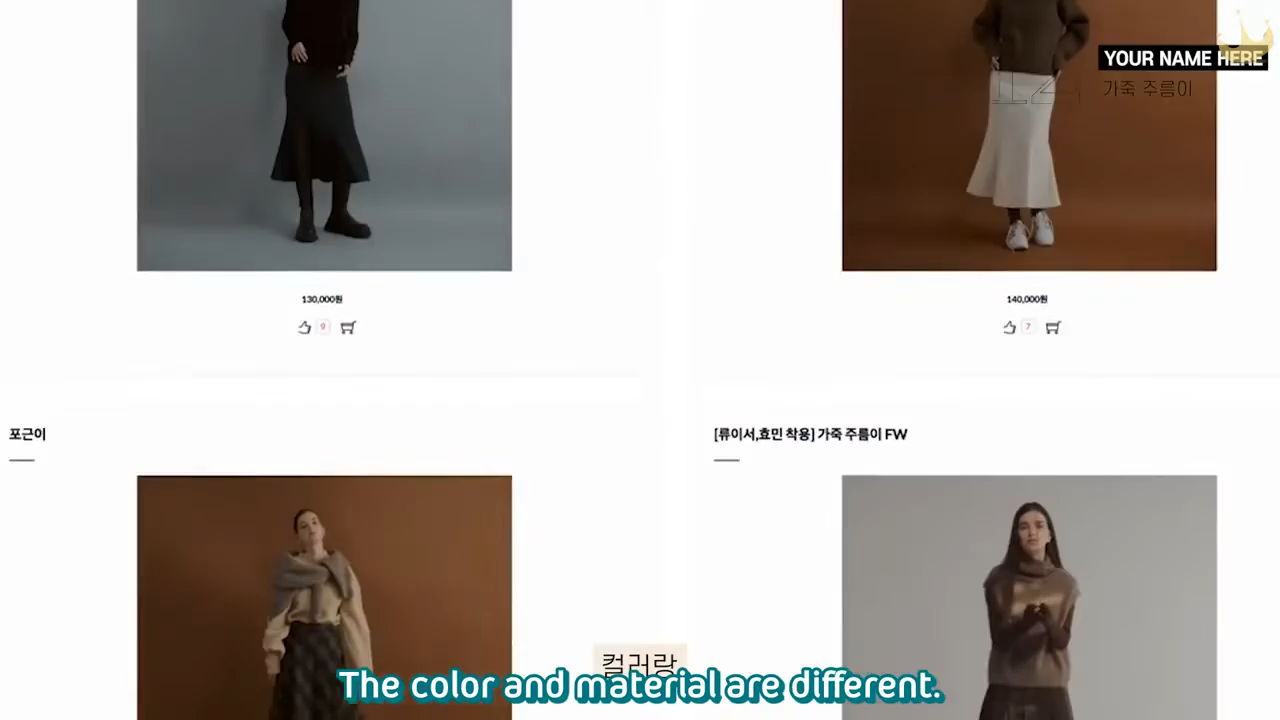 YOUR NAME HERE
가죽 주름이
130,000원
140,000원
9
7
포근이
[류이서,효민 착용] 가죽 주름이 FW
컬러랑
The color and material are different.